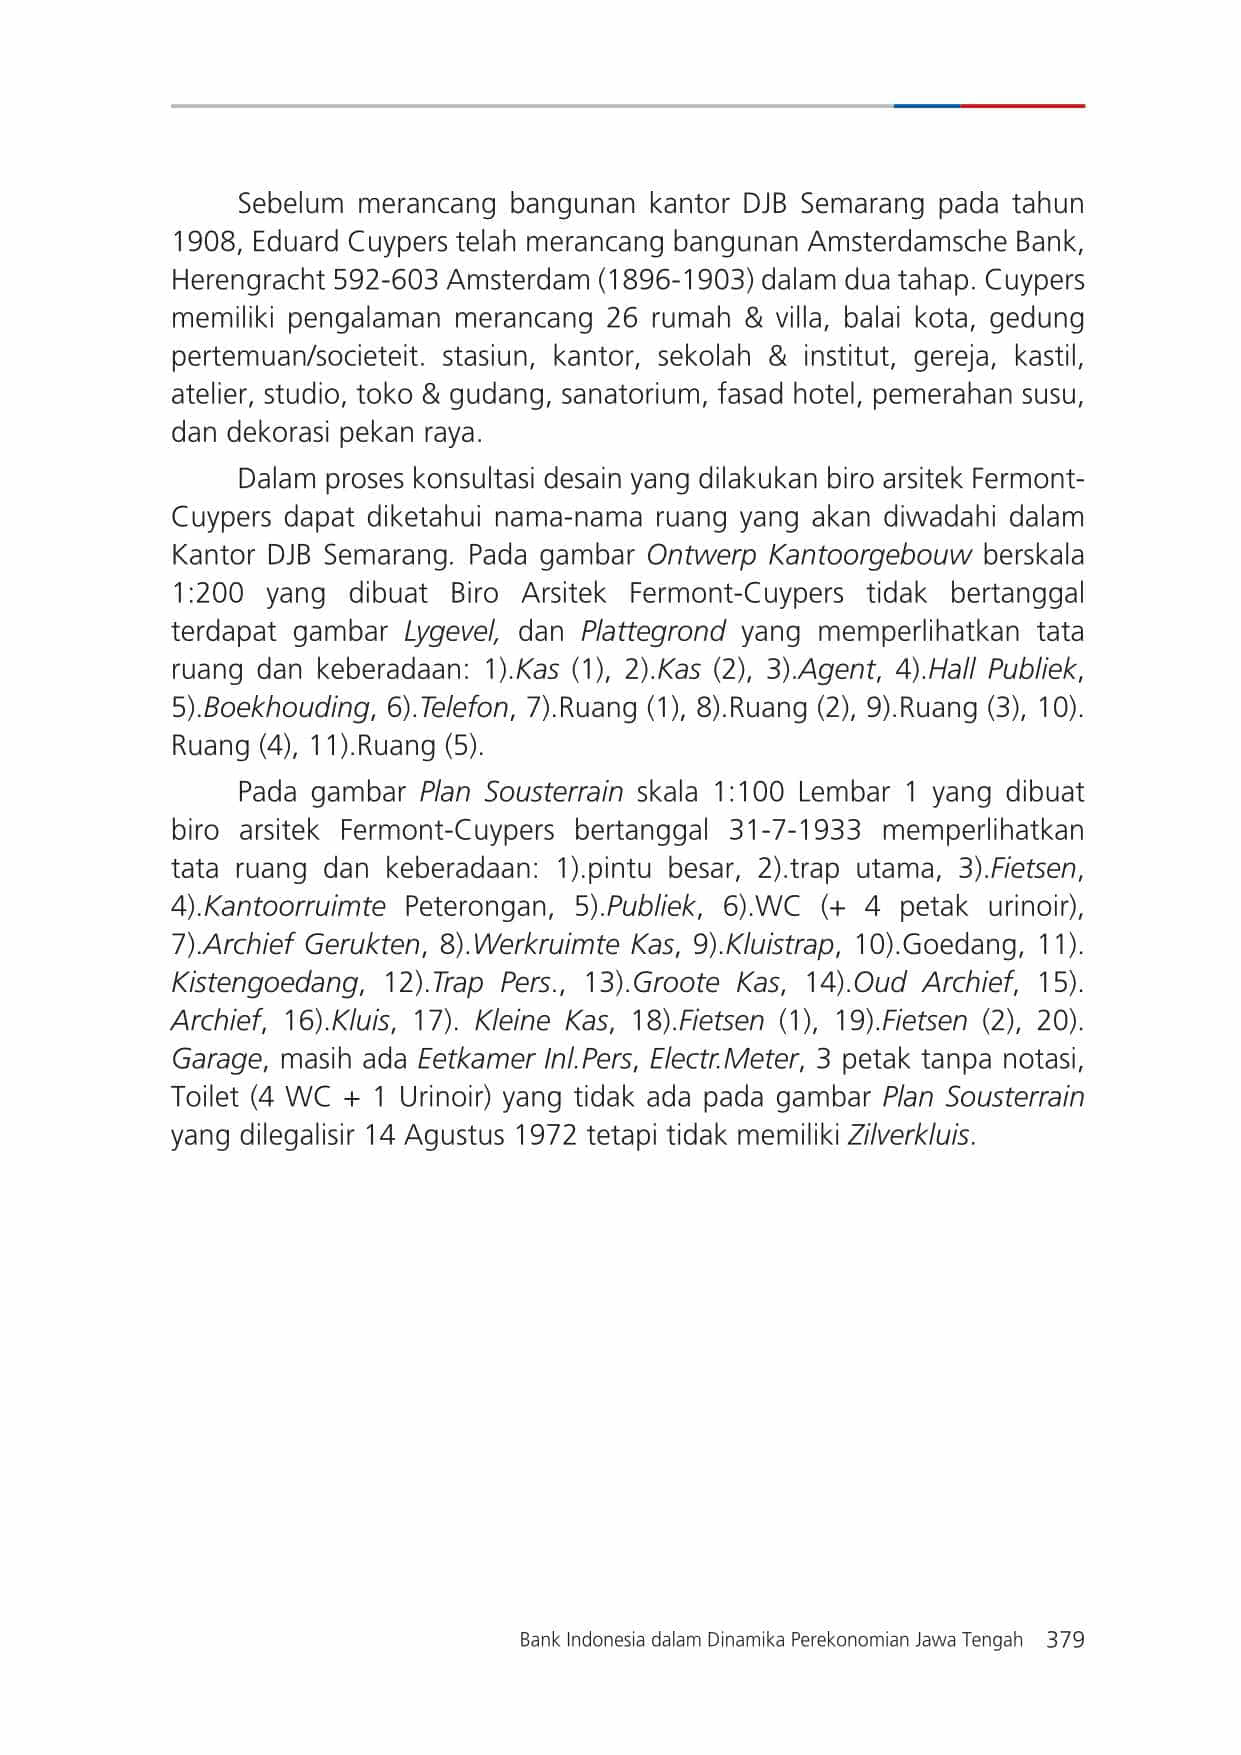 Sebelum merancang bangunan kantor DJB Semarang pada tahun
1908, Eduard Cuypers telah merancang bangunan Amsterdamsche Bank,
Herengracht 592-603 Amsterdam (1896-1903) dalam dua tahap. Cuypers
memiliki pengalaman merancang 26 rumah & villa, balai kota, gedung
pertemuan/societeit. stasiun, kantor, sekolah & institut, gereja, kastil,
atelier, studio, toko & gudang, sanatorium, fasad hotel, pemerahan susu,
dan dekorasi pekan raya.
Dalam proses konsultasi desain yang dilakukan biro arsitek Fermont-
Cuypers dapat diketahui nama-nama ruang yang akan diwadahi dalam
Kantor DJB Semarang. Pada gambar Ontwerp Kantoorgebouw berskala
1:200 yang dibuat Biro Arsitek Fermont-Cuypers tidak bertanggal
terdapat gambar Lygevel, dan Plattegrond yang memperlihatkan tata
ruang dan keberadaan: 1).Kas (1), 2).Kas (2), 3).Agent, 4).Hall Publiek,
5).Boekhouding, 6).Telefon, 7).Ruang (1), 8).Ruang (2), 9).Ruang (3), 10).
Ruang (4), 11).Ruang (5).
Pada gambar Plan Sousterrain skala 1:100 Lembar 1 yang dibuat
biro arsitek Fermont-Cuypers bertanggal 31-7-1933 memperlihatkan
tata ruang dan keberadaan: 1).pintu besar, 2).trap utama, 3).Fietsen,
4).Kantoorruimte Peterongan, 5).Publiek, 6).WC (+ 4 petak urinoir),
7).Archief Gerukten, 8).Werkruimte Kas, 9).Kluistrap, 10).Goedang, 11).
Kistengoedang, 12).Trap Pers., 13).Groote Kas, 14).Oud Archief, 15).
Archief, 16).Kluis, 17). Kleine Kas, 18).Fietsen (1), 19).Fietsen (2), 20).
Garage, masih ada Eetkamer Inl.Pers, Electr.Meter, 3 petak tanpa notasi,
Toilet (4 WC + 1 Urinoir) yang tidak ada pada gambar Plan Sousterrain
yang dilegalisir 14 Agustus 1972 tetapi tidak memiliki Zilverkluis.
Bank Indonesia dalam Dinamika Perekonomian Jawa Tengah 379